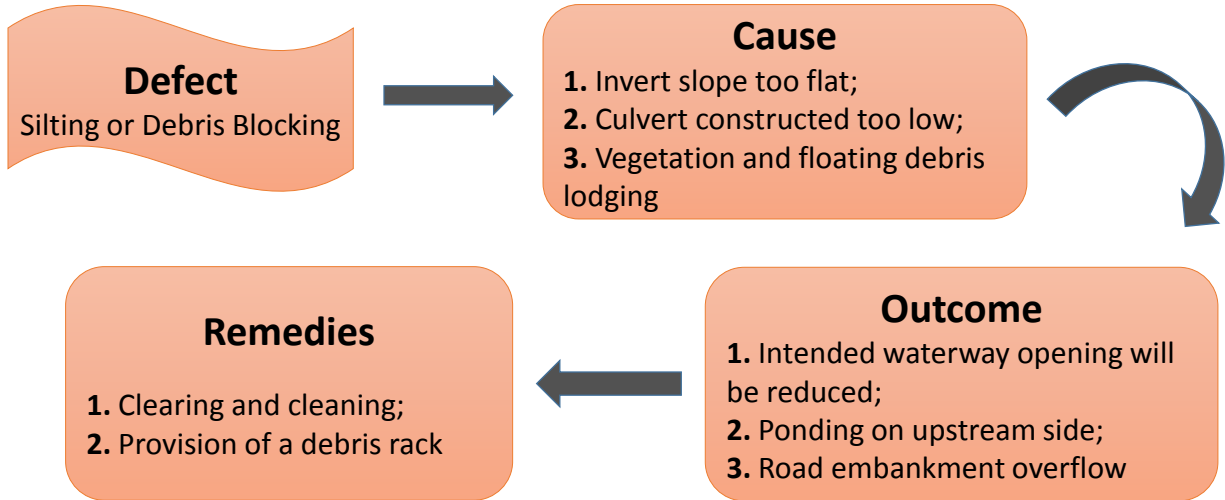 Defect
Silting or Debris Blocking
Cause
1. Invert slope too flat;
2. Culvert constructed too low;
3. Vegetation and floating debris
lodging
Outcome
1. Intended waterway opening will
be reduced;
2. Ponding on upstream side;
3. Road embankment overflow
Remedies
1. Clearing and cleaning;
2. Provision of a debris rack